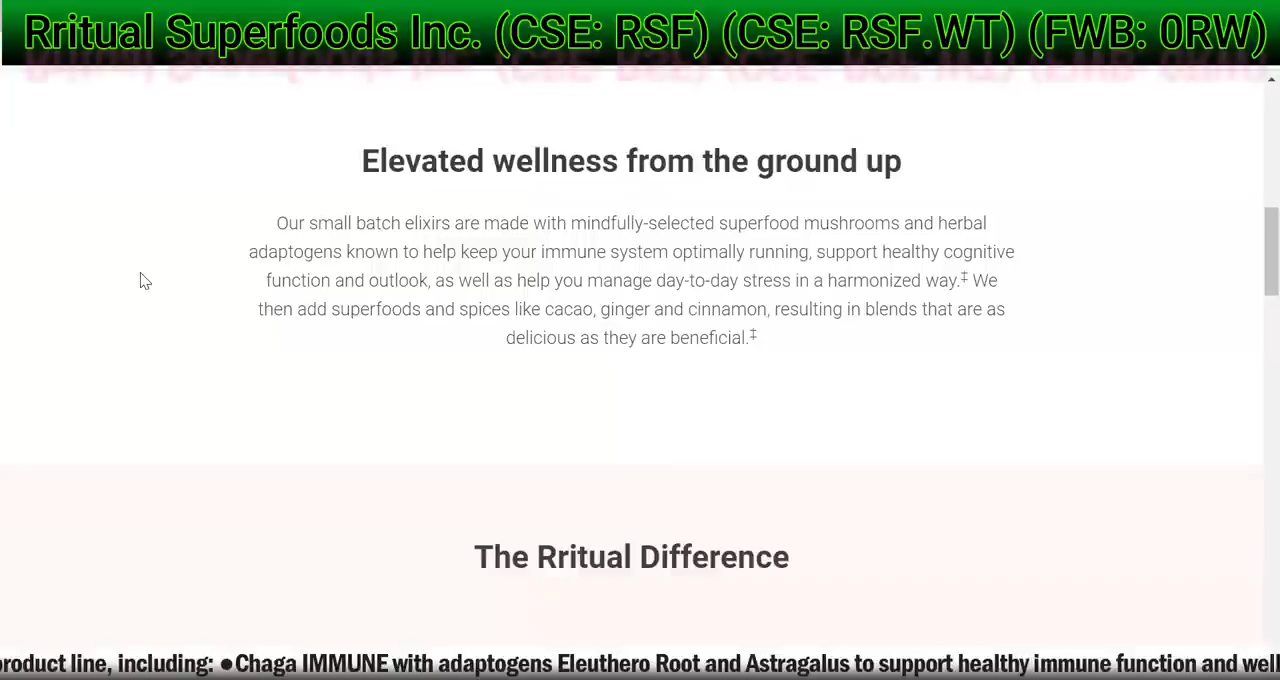 Rritual Superfoods Inc. (CSE: RSF) (CSE: RSF.WT) (FWB: 0RW)
Elevated wellness from the ground up
Our small batch elixirs are made with mindfully-selected superfood mushrooms and herbal
adaptogens known to help keep your immune system optimally running, support healthy cognitive
function and outlook, as well as help you manage day-to-day stress in a harmonized way.‡ We
then add superfoods and spices like cacao, ginger and cinnamon, resulting in blends that are as
delicious as they are beneficial.‡
The Rritual Difference
product line, including: ●Chaga IMMUNE with adaptogens Eleuthero Root and Astragalus to support healthy immune function and well